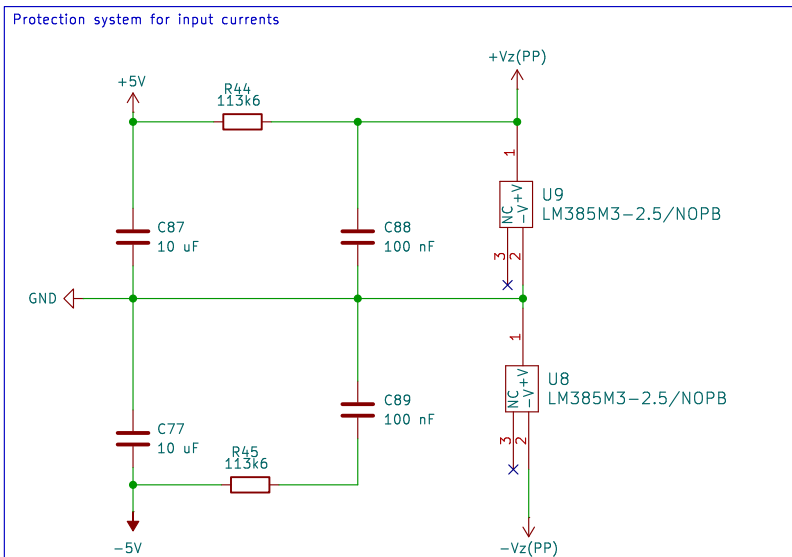 Protection system for input currents
+Vz(PP)
+5V
R44
113k6
1
U9
LM385M3-2.5/NOPB
NC
-V
+V
3
2
C87
10 uF
C88
100 nF
GND
1
U8
LM385M3-2.5/NOPB
NC
-V
+V
3
2
C89
100 nF
C77
10 uF
R45
113k6
-5V
-Vz(PP)